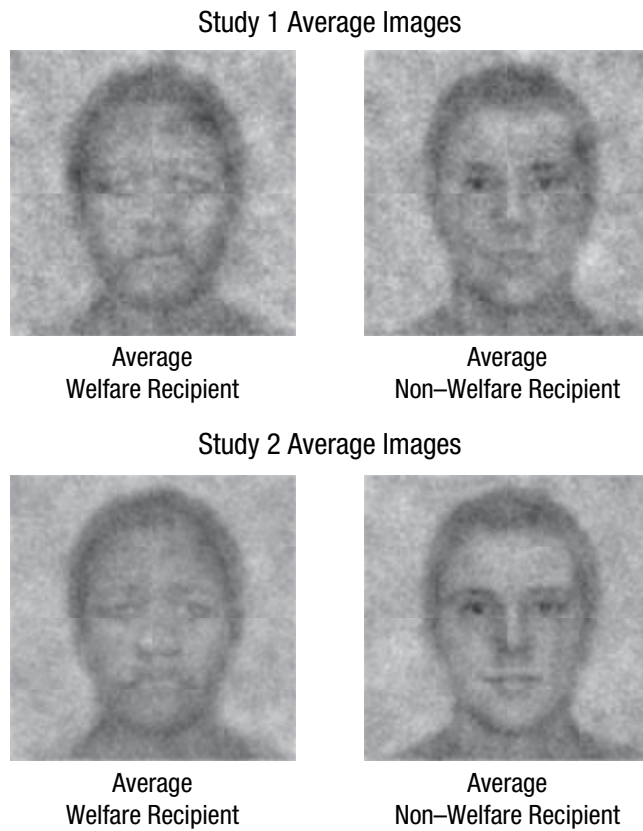 Study 1 Average Images
Average
Welfare Recipient
Average
Non–Welfare Recipient
Study 2 Average Images
Average
Welfare Recipient
Average
Non–Welfare Recipient